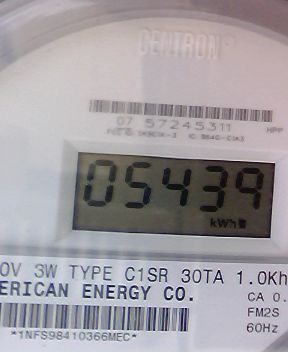 CENTRON®
07 57245311 HPP
05439
kWh
0V 3W TYPE C1SR 30TA 1.0Kh
ERICAN ENERGY CO. CA 0.
FM2S
*1NFS98410366MEC* 60Hz